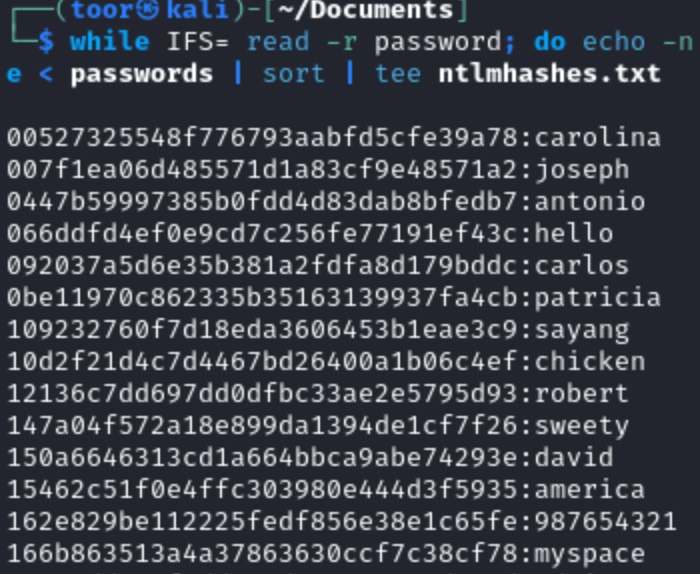 ┌──(toor㉿kali)-[~/Documents]
└─$ while IFS= read -r password; do echo -n
e < passwords | sort | tee ntlmhashes.txt
00527325548f776793aabfd5cfe39a78:carolina
007f1ea06d485571d1a83cf9e48571a2:joseph
0447b59997385b0fdd4d83dab8bfedb7:antonio
066ddfd4ef0e9cd7c256fe77191ef43c:hello
092037a5d6e35b381a2fdfa8d179bddc:carlos
0be11970c862335b35163139937fa4cb:patricia
109232760f7d18eda3606453b1eae3c9:sayang
10d2f21d4c7d4467bd26400a1b06c4ef:chicken
12136c7dd697dd0dfbc33ae2e5795d93:robert
147a04f572a18e899da1394de1cf7f26:sweety
150a6646313cd1a664bbca9abe74293e:david
15462c51f0e4ffc303980e444d3f5935:america
162e829be112225fedf856e38e1c65fe:987654321
166b863513a4a37863630ccf7c38cf78:myspace